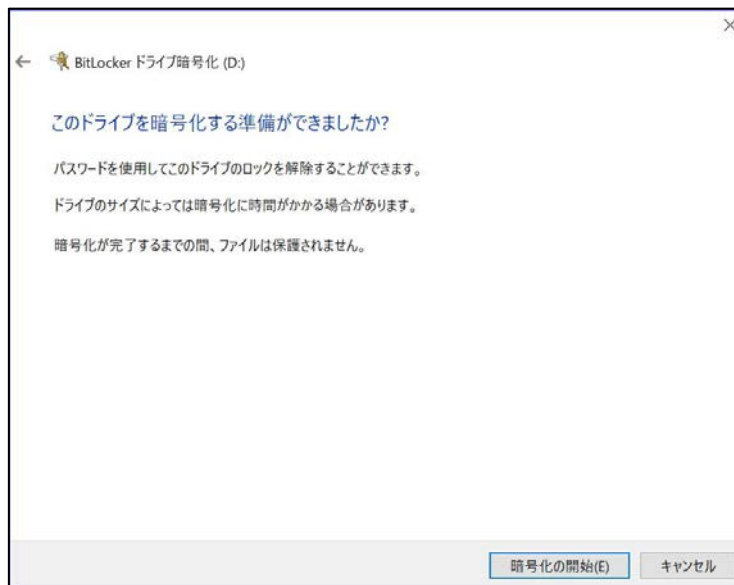 BitLocker ドライブ暗号化 (D:)
このドライブを暗号化する準備ができましたか?
パスワードを使用してこのドライブのロックを解除することができます。
ドライブのサイズによっては暗号化に時間がかかる場合があります。
暗号化が完了するまでの間、ファイルは保護されません。
暗号化の開始(E)
キャンセル